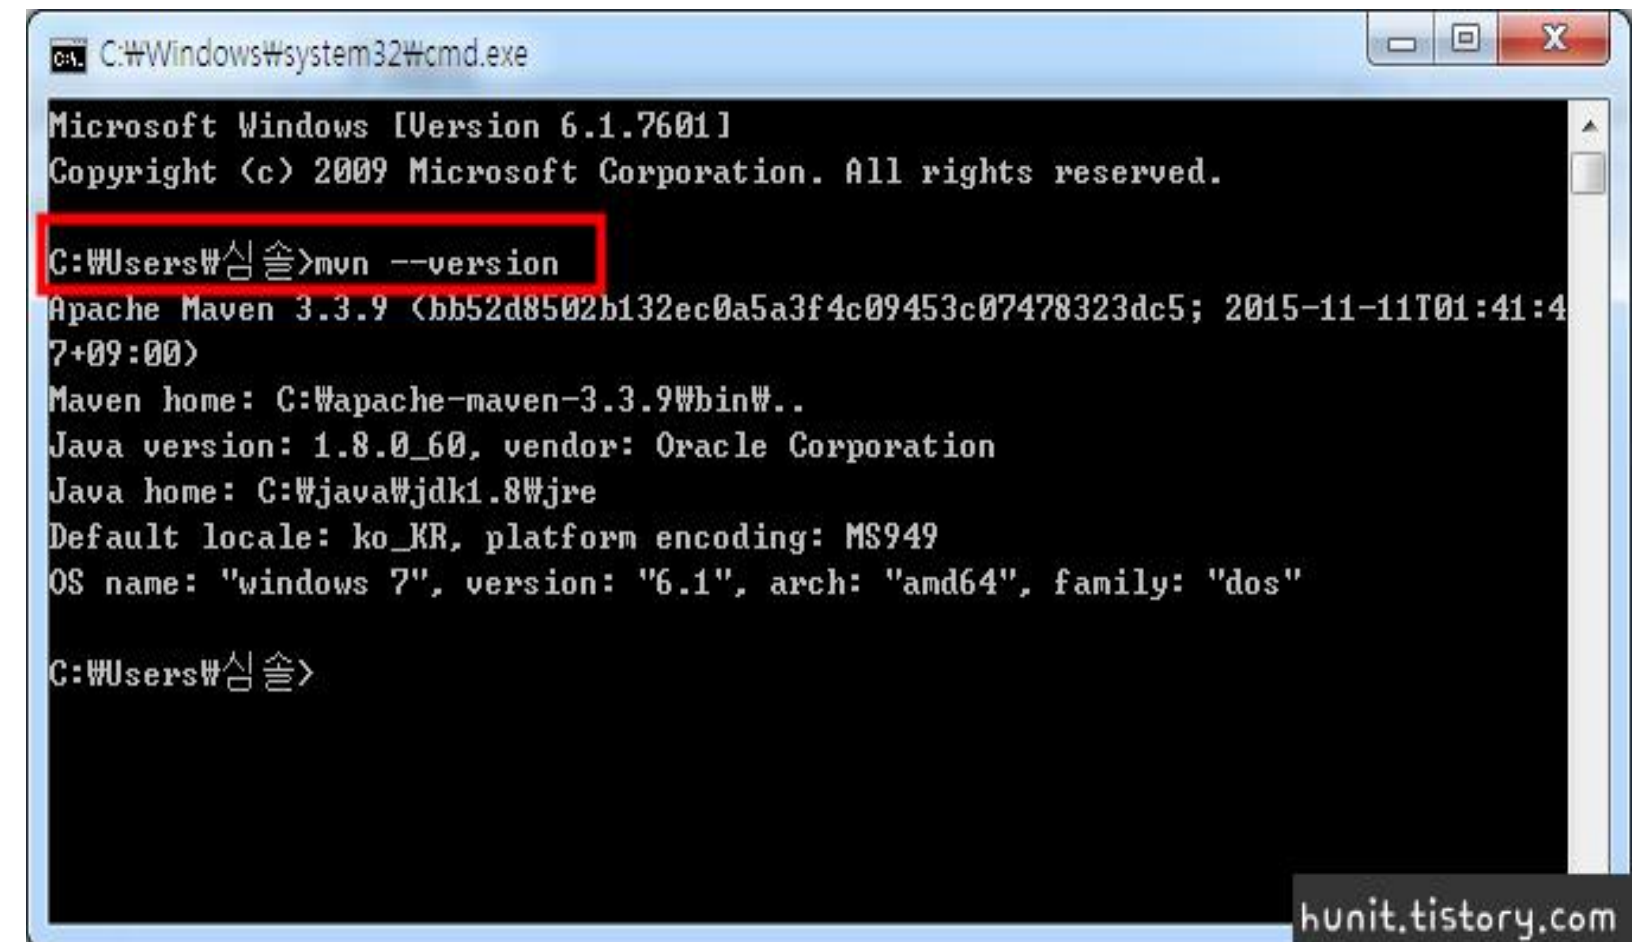 C:₩Windows₩system32₩cmd.exe
Microsoft Windows [Version 6.1.7601]
Copyright (c) 2009 Microsoft Corporation. All rights reserved.
C:₩Users₩심솔>mvn --version
Apache Maven 3.3.9 (bb52d8502b132ec0a5a3f4c09453c07478323dc5; 2015-11-11T01:41:4
7+09:00)
Maven home: C:₩apache-maven-3.3.9₩bin₩..
Java version: 1.8.0_60, vendor: Oracle Corporation
Java home: C:₩java₩jdk1.8₩jre
Default locale: ko_KR, platform encoding: MS949
OS name: "windows 7", version: "6.1", arch: "amd64", family: "dos"
C:₩Users₩심솔>
hunit.tistory.com